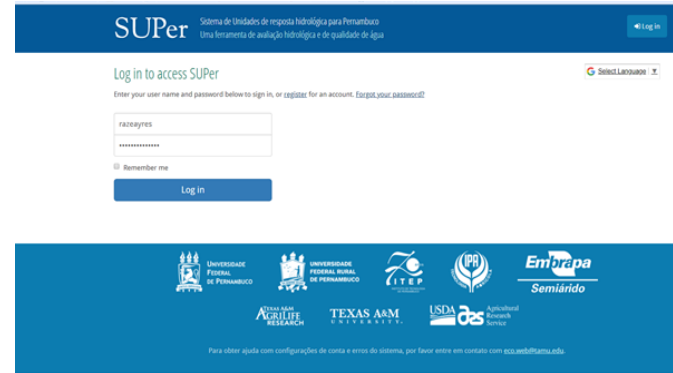 SUPer
Sistema de Unidades de resposta hidrológica para Pernambuco
Uma ferramenta de avaliação hidrológica e de qualidade de água
Log in
Log in to access SUPer
G Select Language ▼
Enter your user name and password below to sign in, or register for an account. Forgot your password?
razeayres
••••••••••••••
Remember me
Log in
UNIVERSIDADE
FEDERAL
DE PERNAMBUCO
UNIVERSIDADE
FEDERAL RURAL
DE PERNAMBUCO
ITEP
IPA
Embrapa
Semiárido
TEXAS A&M
AGRILIFE
RESEARCH
TEXAS A&M
UNIVERSITY
USDA
ars
Agricultural
Research
Service
Para obter ajuda com configurações de conta e erros do sistema, por favor entre em contato com eco.web@tamu.edu.